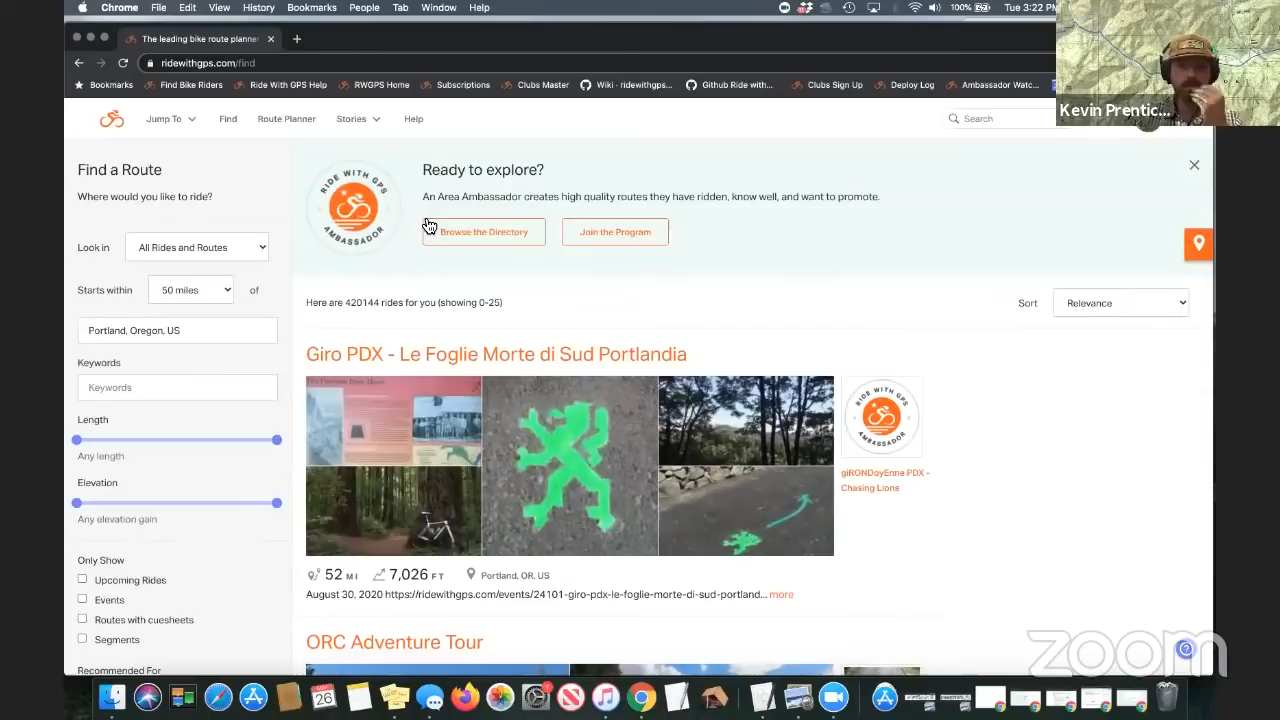 Chrome File Edit View History Bookmarks People Tab Window Help
100% Tue 3:22 PM
The leading bike route planner
ridewithgps.com/find
Bookmarks Find Bike Riders Ride With GPS Help RWGPS Home Subscriptions Clubs Master Wiki · ridewithgps... Github Ride with... Clubs Sign Up Deploy Log Ambassador Watc...
Kevin Prentic...
Jump To Find Route Planner Stories Help
Search
Find a Route
Where would you like to ride?
Look in All Rides and Routes
Starts within 50 miles of
Portland, Oregon, US
Keywords
Keywords
Length
Any length
Elevation
Any elevation gain
Only Show
Upcoming Rides
Events
Routes with cuesheets
Segments
Recommended For
RIDE WITH GPS
AMBASSADOR
Ready to explore?
An Area Ambassador creates high quality routes they have ridden, know well, and want to promote.
Browse the Directory Join the Program
Here are 420144 rides for you (showing 0-25)
Sort Relevance
Giro PDX - Le Foglie Morte di Sud Portlandia
RIDE WITH GPS
AMBASSADOR
giRONDoyEnne PDX -
Chasing Lions
52 MI 7,026 FT Portland, OR, US
August 30, 2020 https://ridewithgps.com/events/24101-giro-pdx-le-foglie-morte-di-sud-portland... more
ORC Adventure Tour
zoom
MAY
25